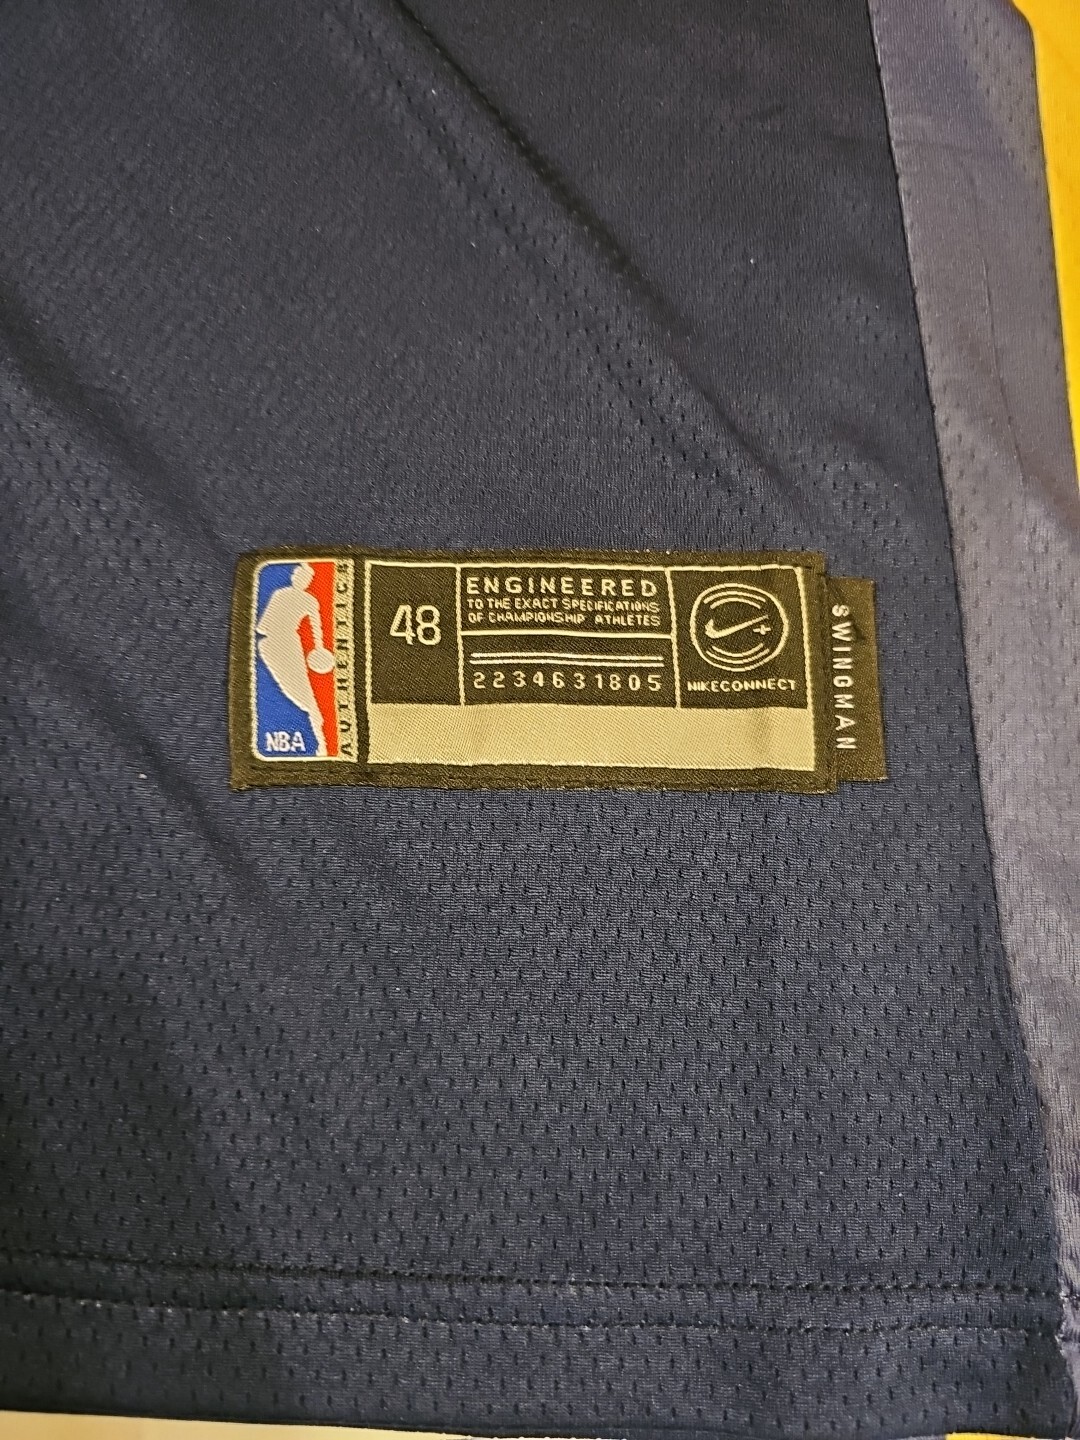 NBA
AUTHENTICS
48
ENGINEERED
TO THE EXACT SPECIFICATIONS
OF CHAMPIONSHIP ATHLETES
2234631805
NIKECONNECT
SWINGMAN